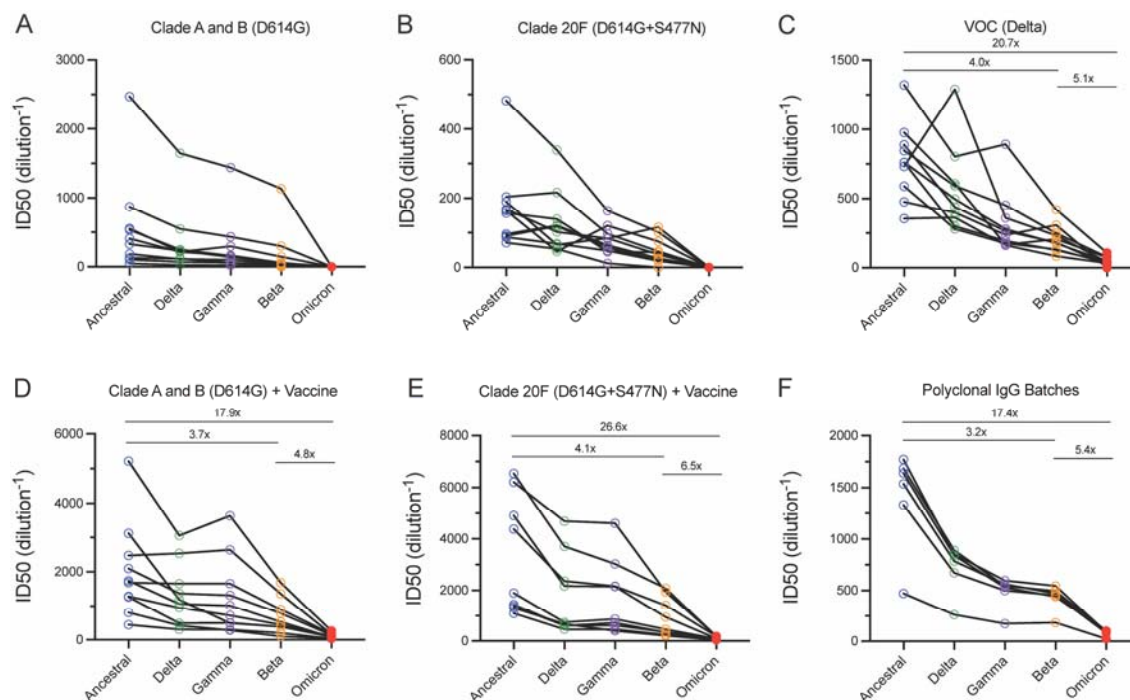 A
Clade A and B (D614G)
ID50 (dilution-1)
3000
2000
1000
0
Ancestral
Delta
Gamma
Beta
Omicron
B
Clade 20F (D614G+S477N)
ID50 (dilution-1)
600
400
200
0
Ancestral
Delta
Gamma
Beta
Omicron
C
VOC (Delta)
20.7x
4.0x
5.1x
ID50 (dilution-1)
1500
1000
500
0
Ancestral
Delta
Gamma
Beta
Omicron
D
Clade A and B (D614G) + Vaccine
17.9x
3.7x
4.8x
ID50 (dilution-1)
6000
4000
2000
0
Ancestral
Delta
Gamma
Beta
Omicron
E
Clade 20F (D614G+S477N) + Vaccine
26.6x
4.1x
6.5x
ID50 (dilution-1)
8000
6000
4000
2000
0
Ancestral
Delta
Gamma
Beta
Omicron
F
Polyclonal IgG Batches
17.4x
3.2x
5.4x
ID50 (dilution-1)
2000
1500
1000
500
0
Ancestral
Delta
Gamma
Beta
Omicron